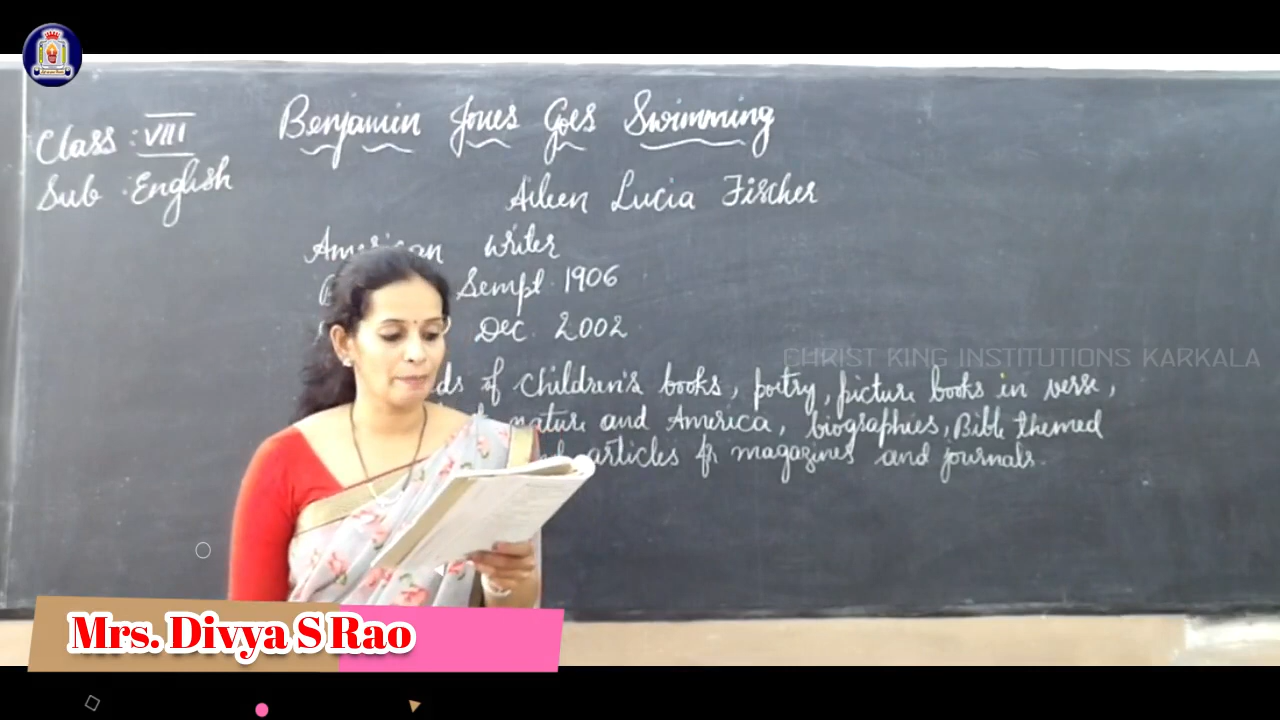 Class : VIII
Sub : English
Benjamin Jones Goes Swimming
Aileen Lucia Fischer
American writer
Sempt. 1906
Dec. 2002
of children's books, poetry, picture books in verse,
nature and America, biographies, Bible themed
articles for magazines and journals.
CHRIST KING INSTITUTIONS KARKALA
Mrs. Divya S Rao